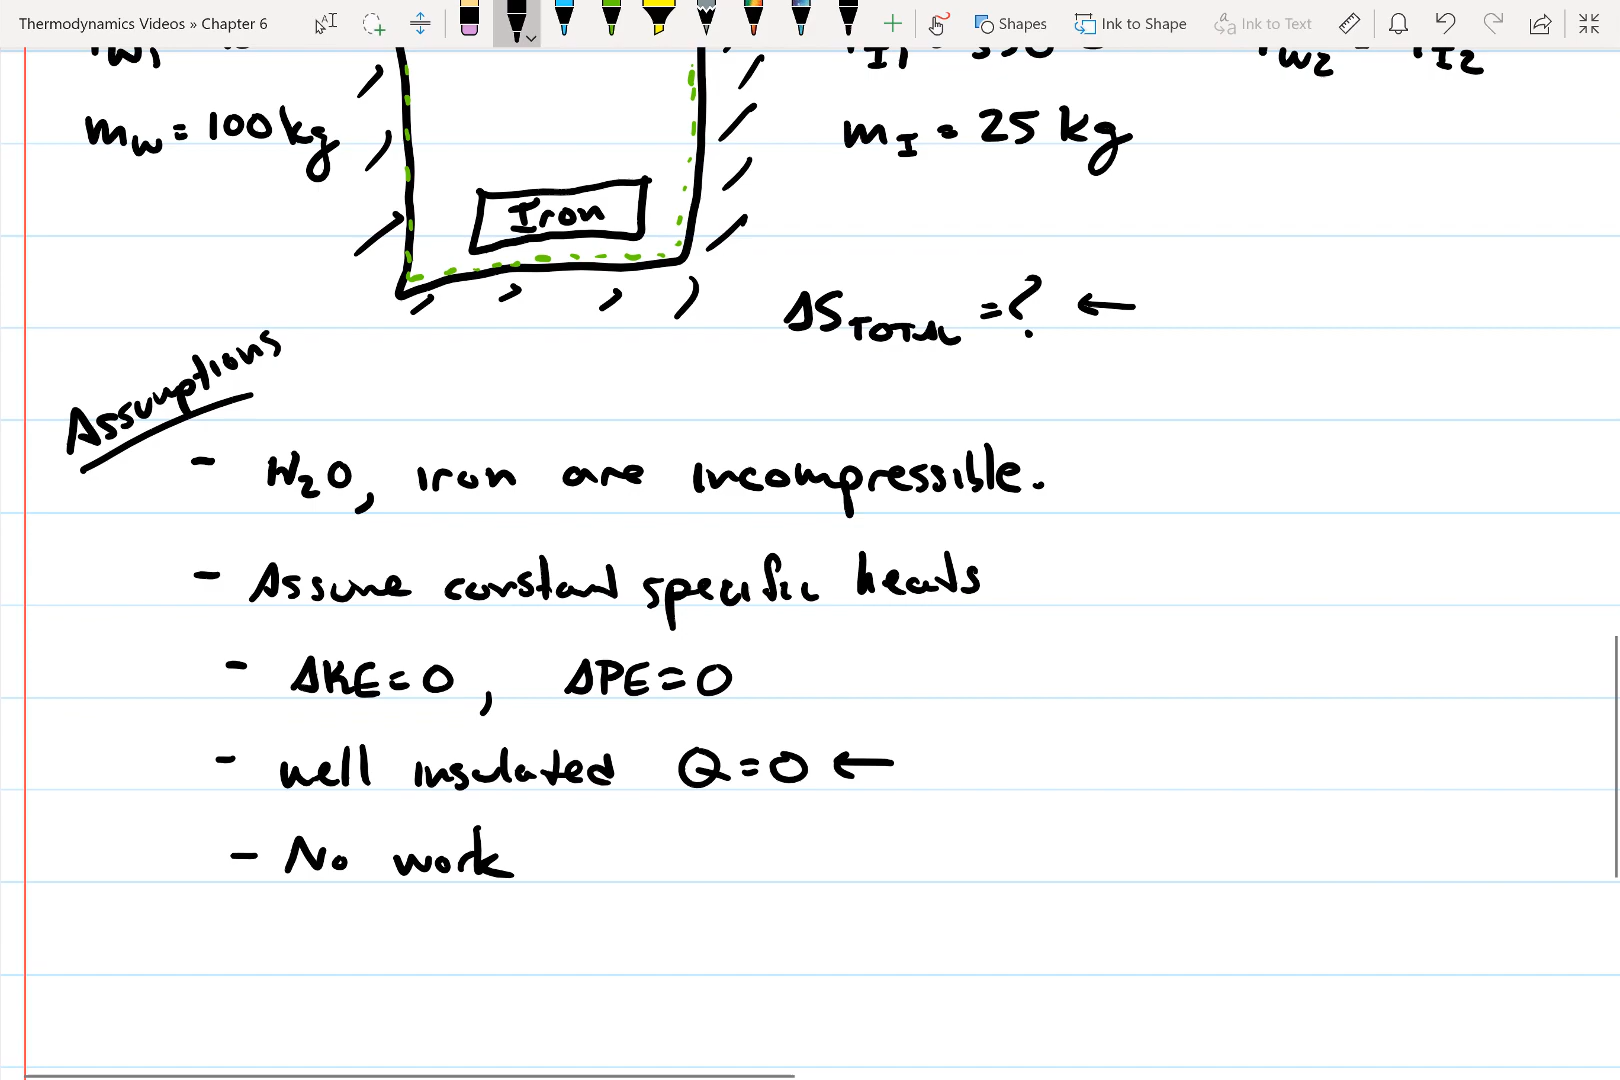 Thermodynamics Videos » Chapter 6
Shapes
Ink to Shape
Ink to Text
m_W = 100 kg
m_I = 25 kg
Iron
ΔS_TOTAL = ? ←
Assumptions
- H₂O, iron are incompressible.
- Assume constant specific heats
- ΔKE = 0, ΔPE = 0
- well insulated Q = 0 ←
- No work